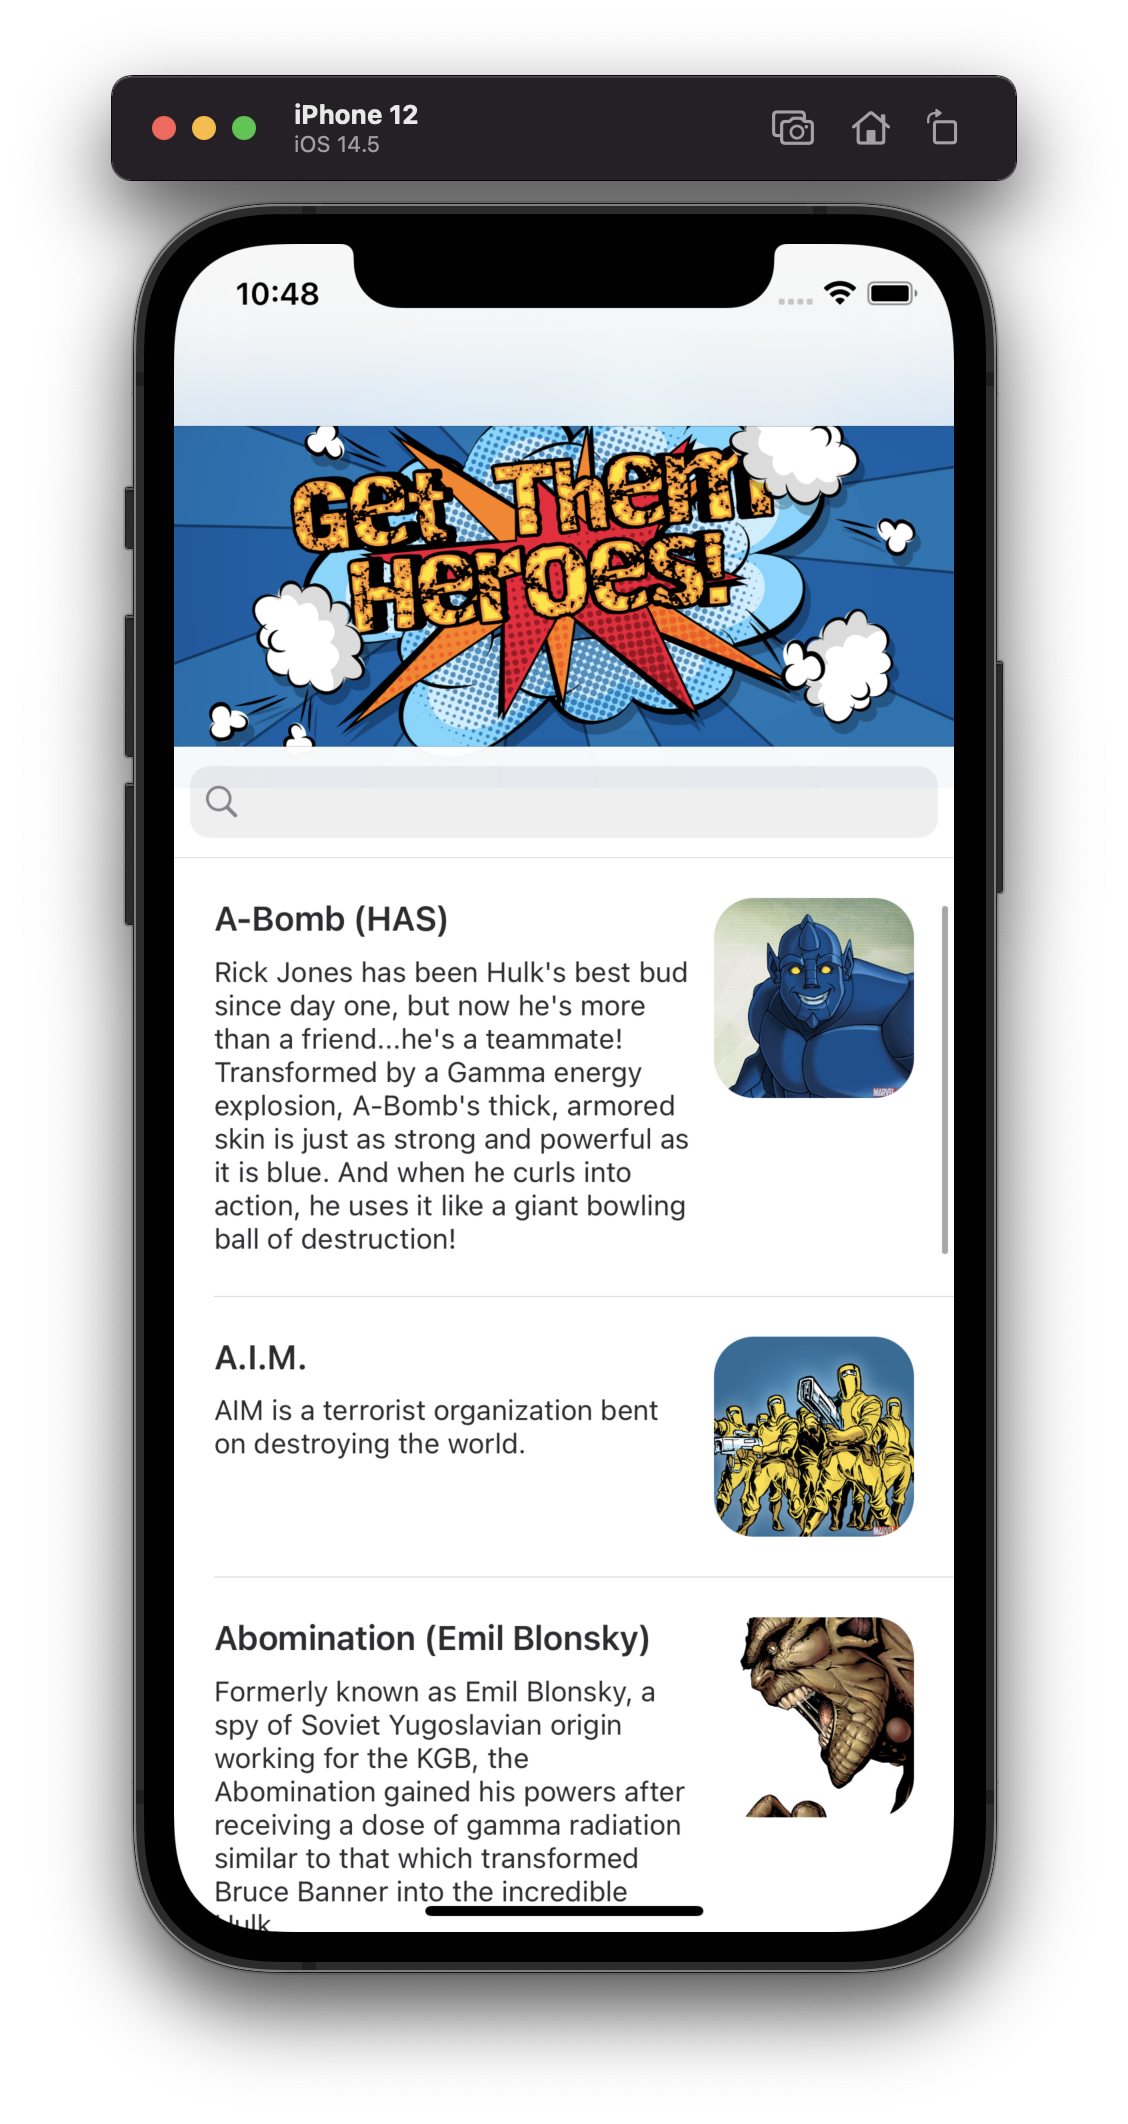 iPhone 12
iOS 14.5
10:48
Get Them
Heroes!
A-Bomb (HAS)
Rick Jones has been Hulk's best bud
since day one, but now he's more
than a friend...he's a teammate!
Transformed by a Gamma energy
explosion, A-Bomb's thick, armored
skin is just as strong and powerful as
it is blue. And when he curls into
action, he uses it like a giant bowling
ball of destruction!
MARVEL
A.I.M.
AIM is a terrorist organization bent
on destroying the world.
MARVEL
Abomination (Emil Blonsky)
Formerly known as Emil Blonsky, a
spy of Soviet Yugoslavian origin
working for the KGB, the
Abomination gained his powers after
receiving a dose of gamma radiation
similar to that which transformed
Bruce Banner into the incredible
Hulk